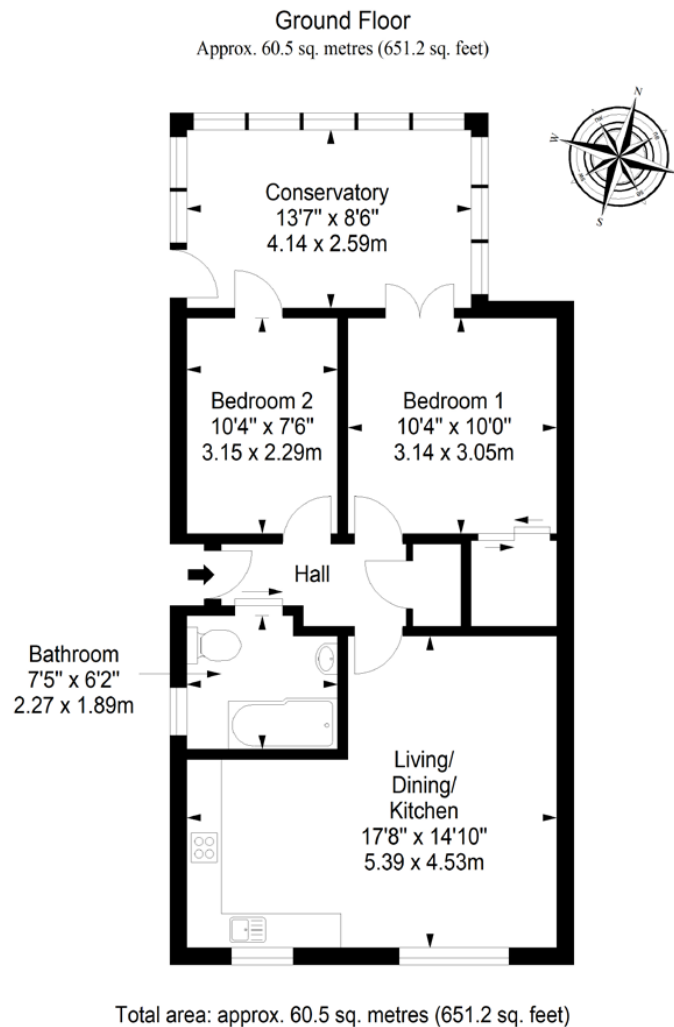 Ground Floor
Approx. 60.5 sq. metres (651.2 sq. feet)
N
W
S
Conservatory
13'7" x 8'6"
4.14 x 2.59m
Bedroom 2
10'4" x 7'6"
3.15 x 2.29m
Bedroom 1
10'4" x 10'0"
3.14 x 3.05m
Hall
Bathroom
7'5" x 6'2"
2.27 x 1.89m
Living/
Dining/
Kitchen
17'8" x 14'10"
5.39 x 4.53m
Total area: approx. 60.5 sq. metres (651.2 sq. feet)